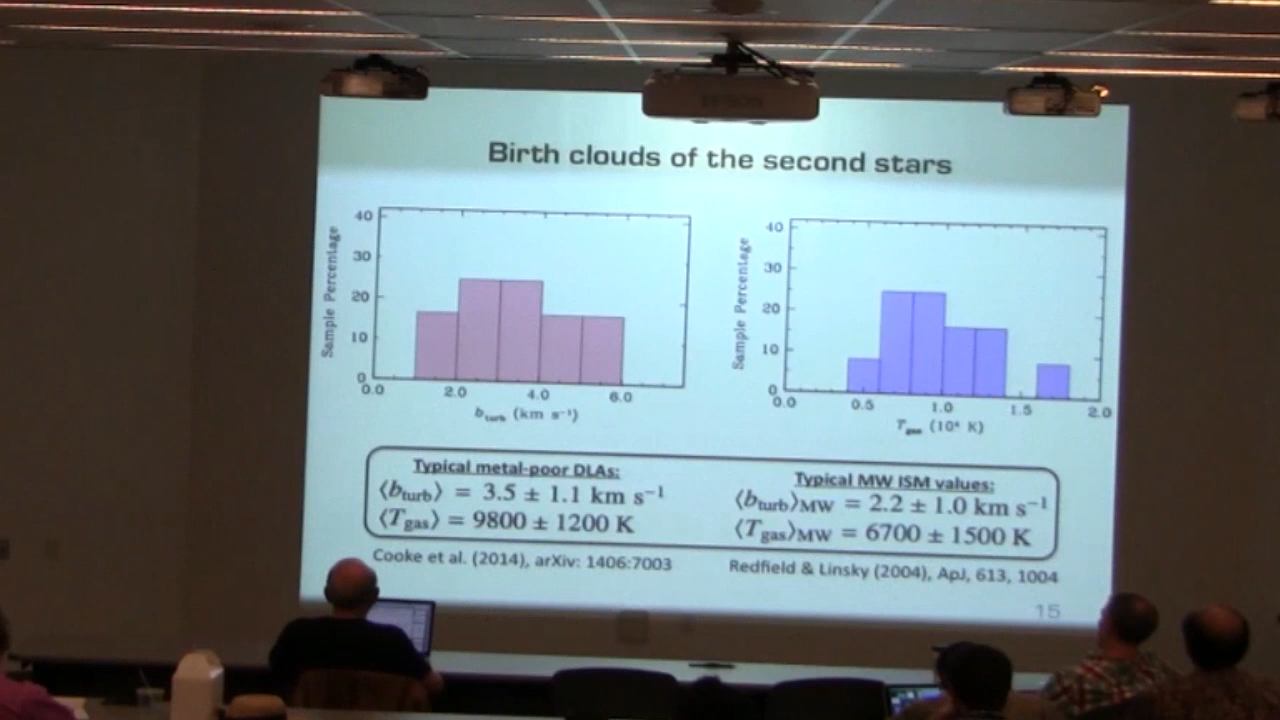 EPSON
Birth clouds of the second stars
40
30
20
10
0
Sample Percentage
0.0 2.0 4.0 6.0
b_turb (km s⁻¹)
40
30
20
10
0
Sample Percentage
0.0 0.5 1.0 1.5 2.0
T_gas (10⁴ K)
Typical metal-poor DLAs:
⟨b_turb⟩ = 3.5 ± 1.1 km s⁻¹
⟨T_gas⟩ = 9800 ± 1200 K
Typical MW ISM values:
⟨b_turb⟩MW = 2.2 ± 1.0 km s⁻¹
⟨T_gas⟩MW = 6700 ± 1500 K
Cooke et al. (2014), arXiv: 1406:7003
Redfield & Linsky (2004), ApJ, 613, 1004
15